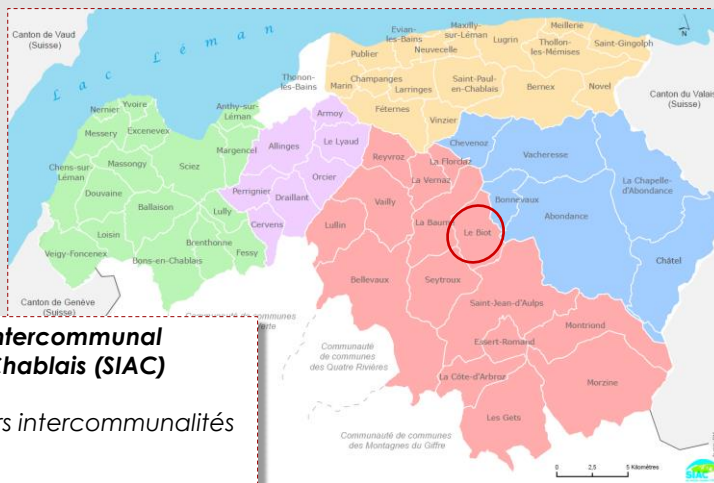 Canton de Vaud
(Suisse)
Lac Léman
Thonon-
les-Bains
Evian-
les-Bains
Maxilly-
sur-Léman
Lugrin
Meillerie
Saint-Gingolph
Publier
Neuvecelle
Thollon-
les-Mémises
Marin
Champanges
Larringes
Saint-Paul-
en-Chablais
Bernex
Novel
Féternes
Vinzier
Canton du Valais
(Suisse)
Nernier
Yvoire
Anthy-sur-
Léman
Messery
Excenevex
Margencel
Armoy
Allinges
Le Lyaud
Chens-sur-
Léman
Massongy
Sciez
Orcier
Douvaine
Ballaison
Perrignier
Draillant
Loisin
Lully
Cervens
Brenthonne
Veigy-Foncenex
Bons-en-Chablais
Fessy
Reyvroz
La Forclaz
Chevenoz
Vacheresse
La Vernaz
La Chapelle-
d'Abondance
Vailly
Bonnevaux
Abondance
Lullin
La Baume
Le Biot
Châtel
Bellevaux
Seytroux
Saint-Jean-d'Aulps
Essert-Romand
Montriond
La Côte-d'Arbroz
Morzine
Les Gets
Canton de Genève
(Suisse)
Communauté
de communes
des Quatre Rivières
Communauté de communes
des Montagnes du Giffre
ntercommunal
hablais (SIAC)
rs intercommunalités
0 2,5 5 Kilomètres
N
SIAC